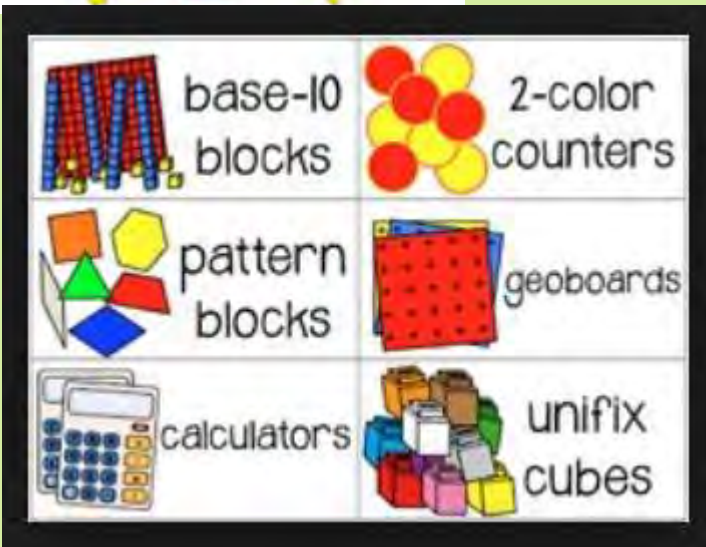 base-10
blocks
2-color
counters
pattern
blocks
geoboards
calculators
unifix
cubes